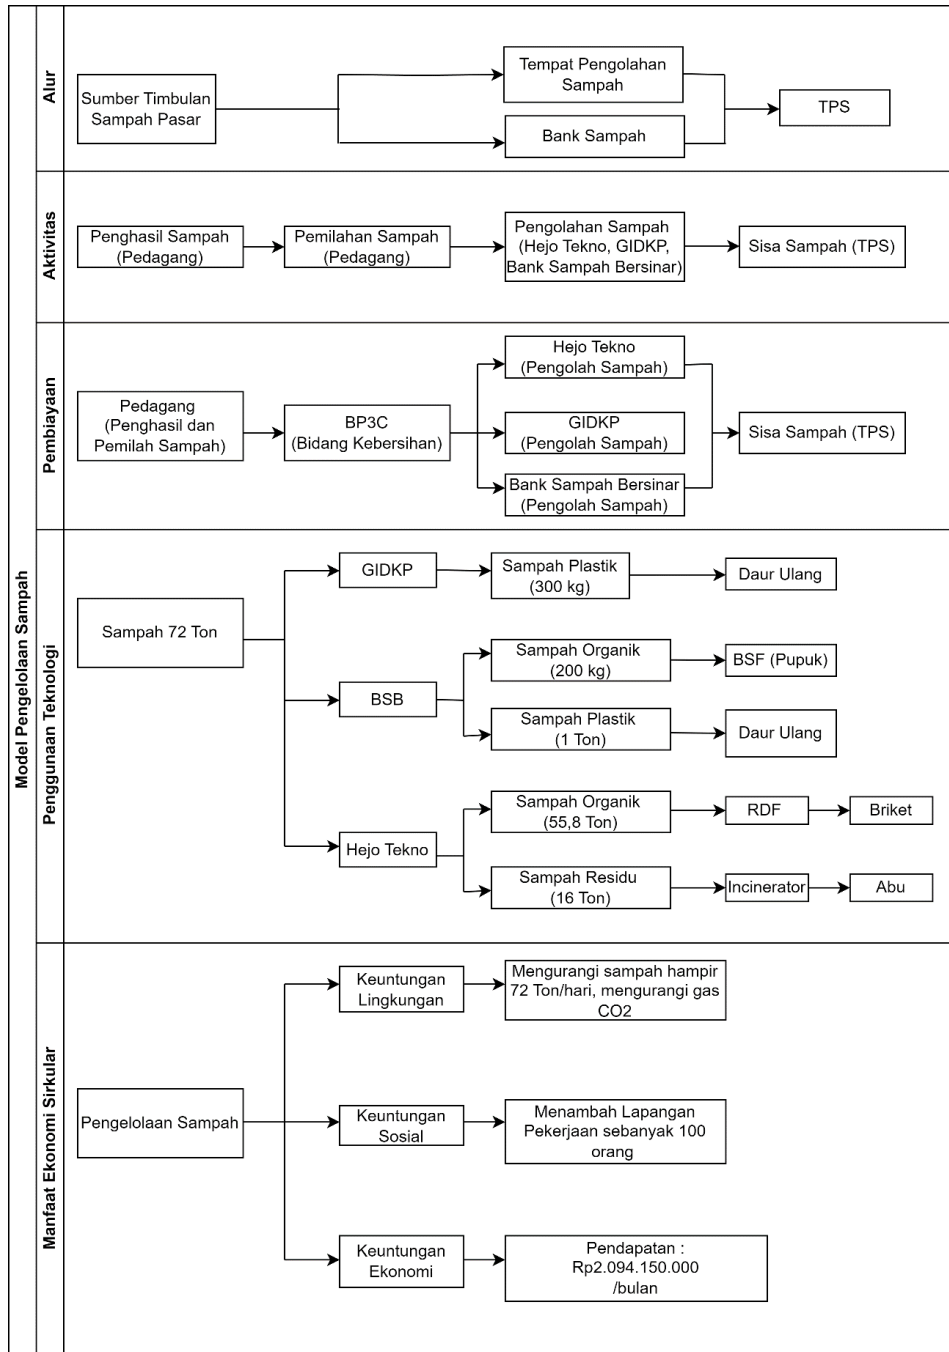 Model Pengelolaan Sampah
Alur
Sumber Timbulan
Sampah Pasar
Tempat Pengolahan
Sampah
Bank Sampah
TPS
Aktivitas
Penghasil Sampah
(Pedagang)
Pemilahan Sampah
(Pedagang)
Pengolahan Sampah
(Hejo Tekno, GIDKP,
Bank Sampah Bersinar)
Sisa Sampah (TPS)
Pembiayaan
Pedagang
(Penghasil dan
Pemilah Sampah)
BP3C
(Bidang Kebersihan)
Hejo Tekno
(Pengolah Sampah)
GIDKP
(Pengolah Sampah)
Bank Sampah Bersinar
(Pengolah Sampah)
Sisa Sampah (TPS)
Penggunaan Teknologi
Sampah 72 Ton
GIDKP
Sampah Plastik
(300 kg)
Daur Ulang
BSB
Sampah Organik
(200 kg)
BSF (Pupuk)
Sampah Plastik
(1 Ton)
Daur Ulang
Hejo Tekno
Sampah Organik
(55,8 Ton)
RDF
Briket
Sampah Residu
(16 Ton)
Incinerator
Abu
Manfaat Ekonomi Sirkular
Pengelolaan Sampah
Keuntungan
Lingkungan
Mengurangi sampah hampir
72 Ton/hari, mengurangi gas
CO2
Keuntungan
Sosial
Menambah Lapangan
Pekerjaan sebanyak 100
orang
Keuntungan
Ekonomi
Pendapatan :
Rp2.094.150.000
/bulan